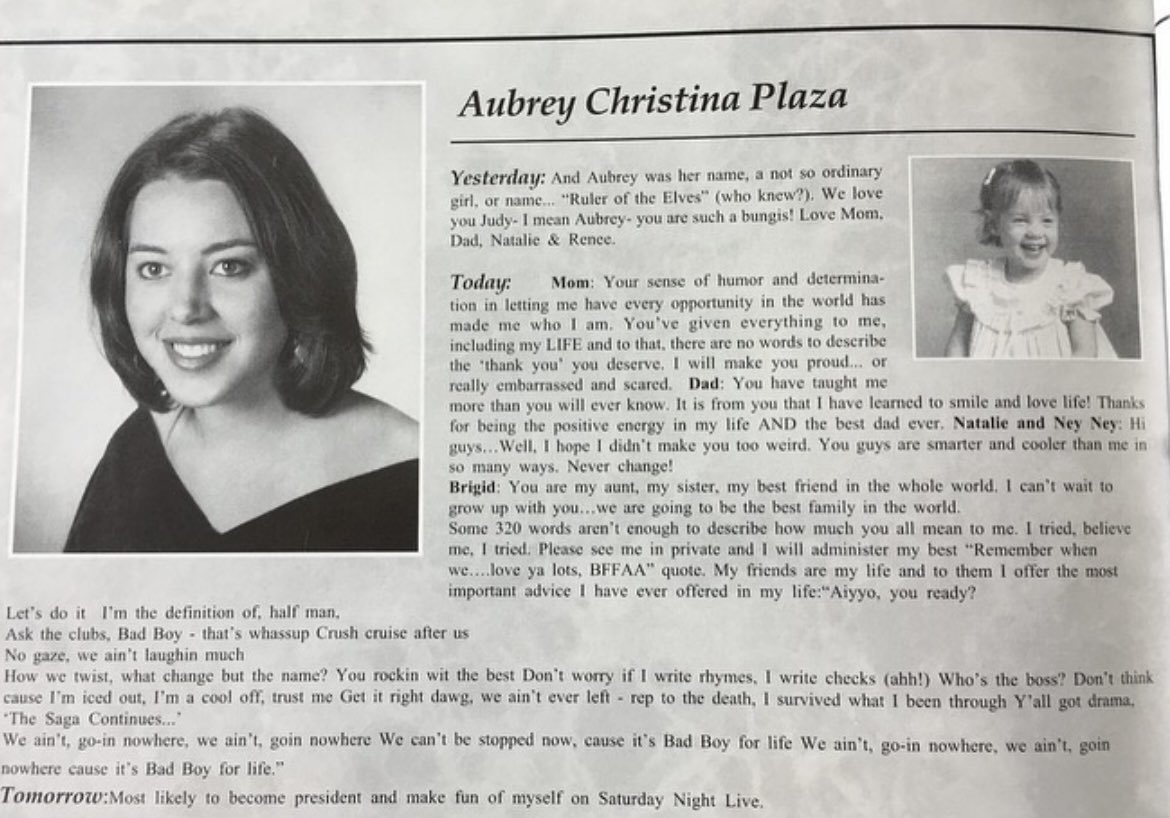 Aubrey Christina Plaza
Yesterday: And Aubrey was her name, a not so ordinary
girl, or name... “Ruler of the Elves” (who knew?). We love
you Judy- I mean Aubrey- you are such a bungis! Love Mom,
Dad, Natalie & Renee.
Today: Mom: Your sense of humor and determina-
tion in letting me have every opportunity in the world has
made me who I am. You’ve given everything to me,
including my LIFE and to that, there are no words to describe
the ‘thank you’ you deserve. I will make you proud... or
really embarrassed and scared. Dad: You have taught me
more than you will ever know. It is from you that I have learned to smile and love life! Thanks
for being the positive energy in my life AND the best dad ever. Natalie and Ney Ney: Hi
guys...Well, I hope I didn’t make you too weird. You guys are smarter and cooler than me in
so many ways. Never change!
Brigid: You are my aunt, my sister, my best friend in the whole world. I can’t wait to
grow up with you...we are going to be the best family in the world.
Some 320 words aren’t enough to describe how much you all mean to me. I tried, believe
me, I tried. Please see me in private and I will administer my best “Remember when
we....love ya lots, BFFAA” quote. My friends are my life and to them I offer the most
important advice I have ever offered in my life:“Aiyyo, you ready?
Let’s do it I’m the definition of, half man,
Ask the clubs, Bad Boy - that’s whassup Crush cruise after us
No gaze, we ain’t laughin much
How we twist, what change but the name? You rockin wit the best Don’t worry if I write rhymes, I write checks (ahh!) Who’s the boss? Don’t think
cause I’m iced out, I’m a cool off, trust me Get it right dawg, we ain’t ever left - rep to the death, I survived what I been through Y’all got drama,
‘The Saga Continues...’
We ain’t, go-in nowhere, we ain’t, goin nowhere We can’t be stopped now, cause it’s Bad Boy for life We ain’t, go-in nowhere, we ain’t, goin
nowhere cause it’s Bad Boy for life.”
Tomorrow:Most likely to become president and make fun of myself on Saturday Night Live.